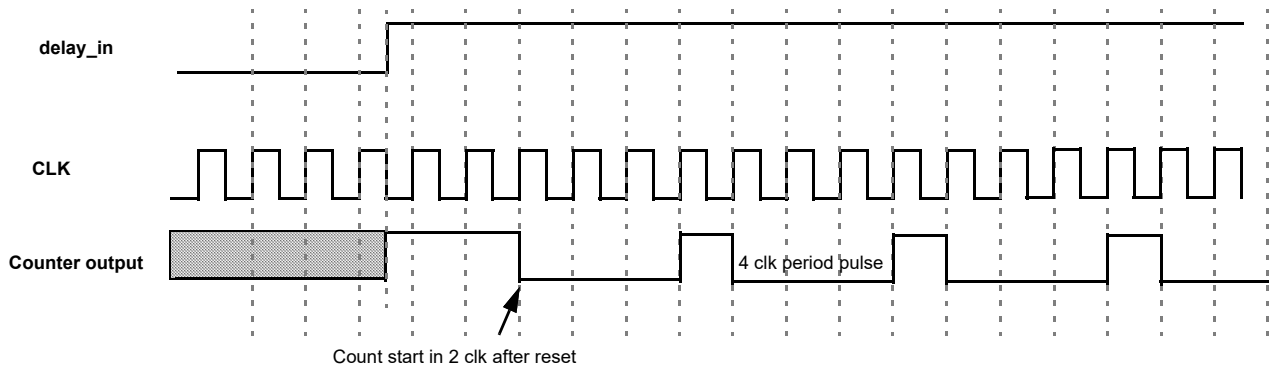 delay_in
CLK
Counter output
4 clk period pulse
Count start in 2 clk after reset